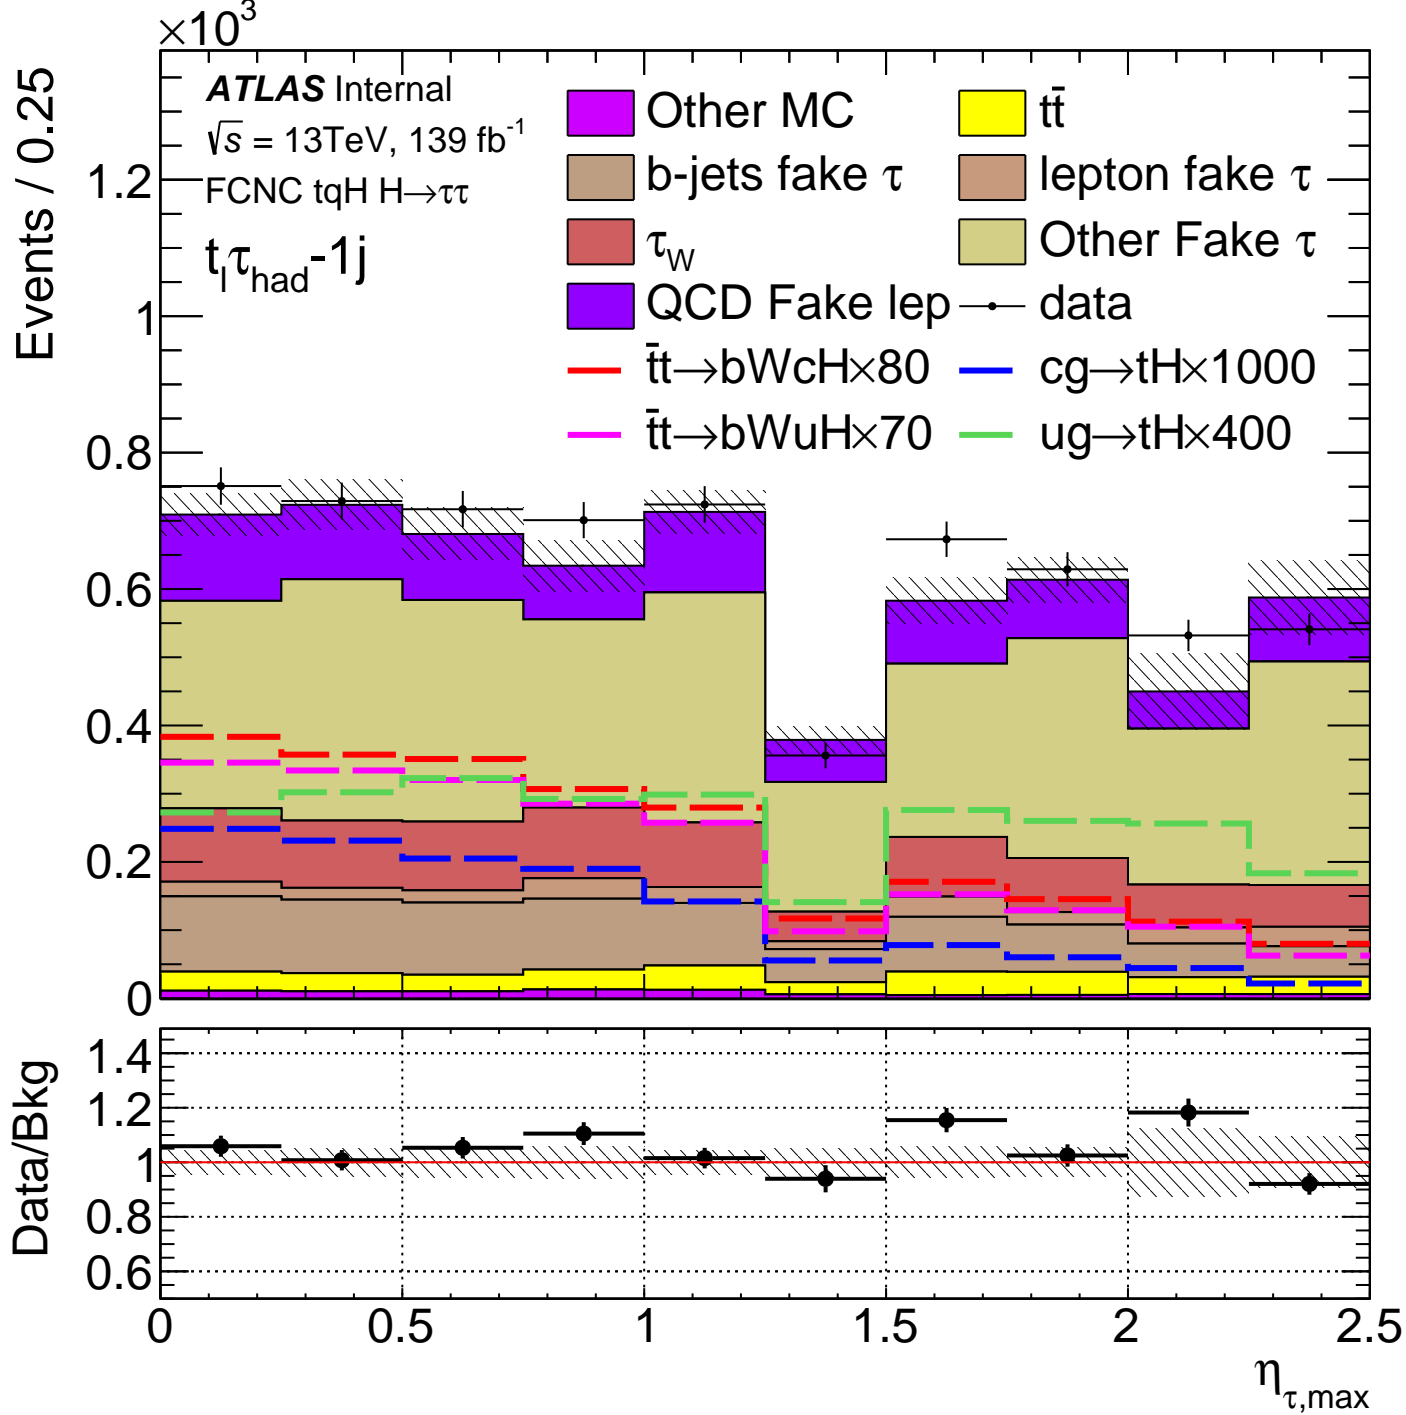 ×10³
Events / 0.25
ATLAS Internal
√s = 13TeV, 139 fb⁻¹
FCNC tqH H→ττ
tₗτ_had-1j
Other MC
tt̄
b-jets fake τ
lepton fake τ
τ_W
Other Fake τ
QCD Fake lep
data
t̄t→bWcH×80
cg→tH×1000
t̄t→bWuH×70
ug→tH×400
1.2
1
0.8
0.6
0.4
0.2
0
Data/Bkg
1.4
1.2
1
0.8
0.6
0 0.5 1 1.5 2 2.5
η_τ,max